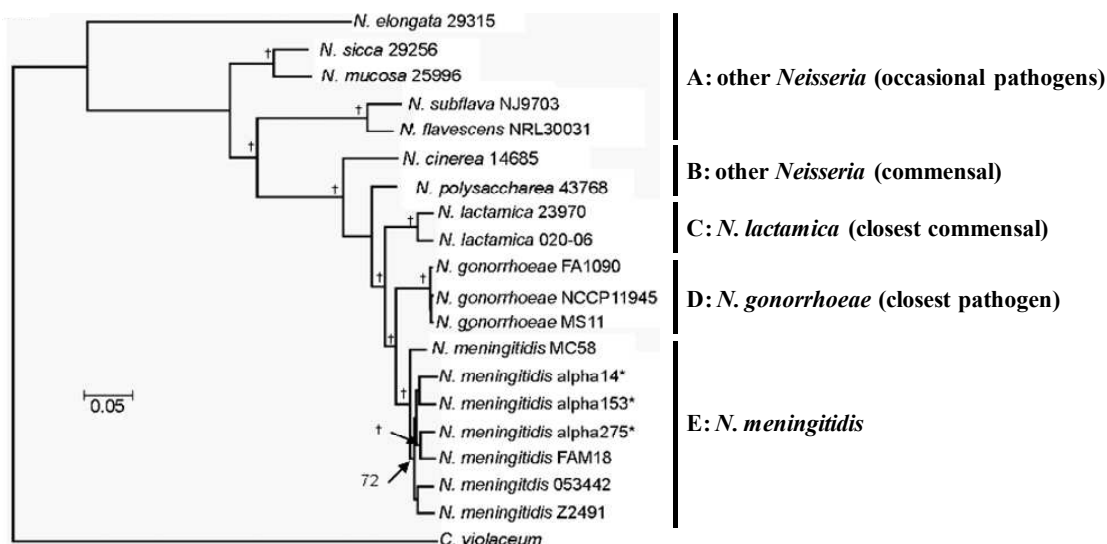 N. elongata 29315
† N. sicca 29256
N. mucosa 25996
† N. subflava NJ9703
N. flavescens NRL30031
†
† N. cinerea 14685
N. polysaccharea 43768
† N. lactamica 23970
N. lactamica 020-06
† † N. gonorrhoeae FA1090
N. gonorrhoeae NCCP11945
N. gonorrhoeae MS11
†
N. meningitidis MC58
N. meningitidis alpha14*
† N. meningitidis alpha153*
† N. meningitidis alpha275*
N. meningitidis FAM18
72
N. meningitdis 053442
N. meningitidis Z2491
C. violaceum
0.05
A: other Neisseria (occasional pathogens)
B: other Neisseria (commensal)
C: N. lactamica (closest commensal)
D: N. gonorrhoeae (closest pathogen)
E: N. meningitidis